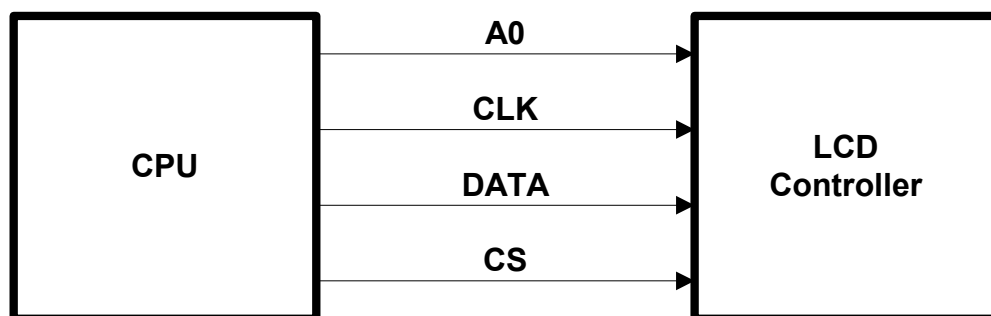 A0
CLK
DATA
CS
CPU
LCD
Controller